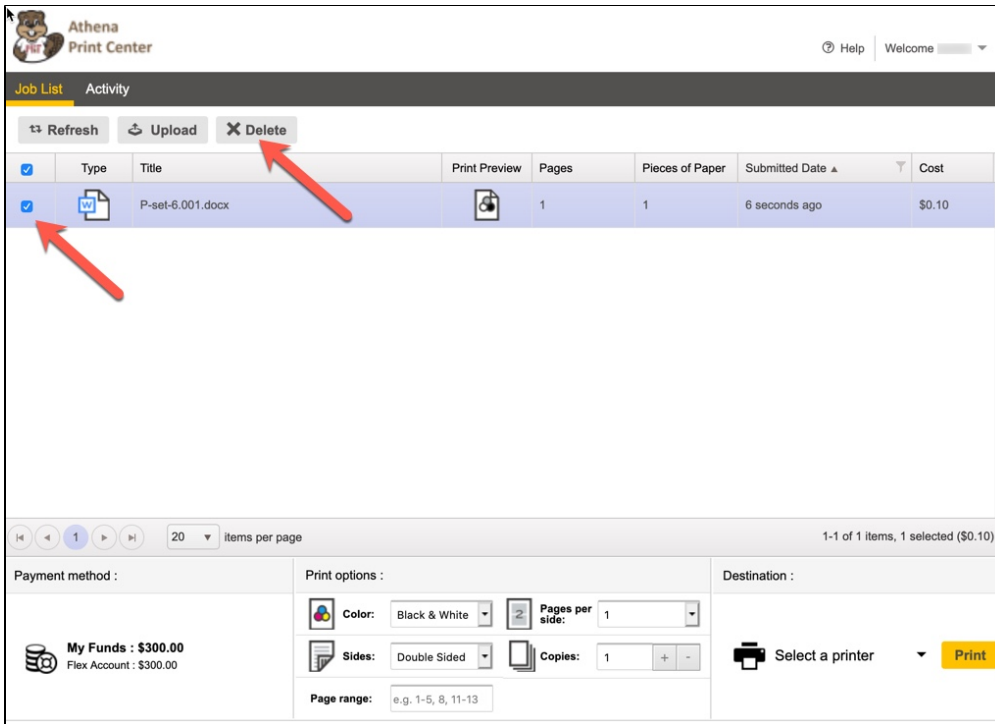 Athena
Print Center
Help Welcome
Job List Activity
Refresh Upload Delete
Type Title Print Preview Pages Pieces of Paper Submitted Date ▲ Cost
P-set-6.001.docx 1 1 6 seconds ago $0.10
1 20 items per page 1-1 of 1 items, 1 selected ($0.10)
Payment method : Print options : Destination :
Color: Black & White 2 Pages per side: 1
My Funds : $300.00
Flex Account : $300.00
Sides: Double Sided Copies: 1 + -
Select a printer Print
Page range: e.g. 1-5, 8, 11-13